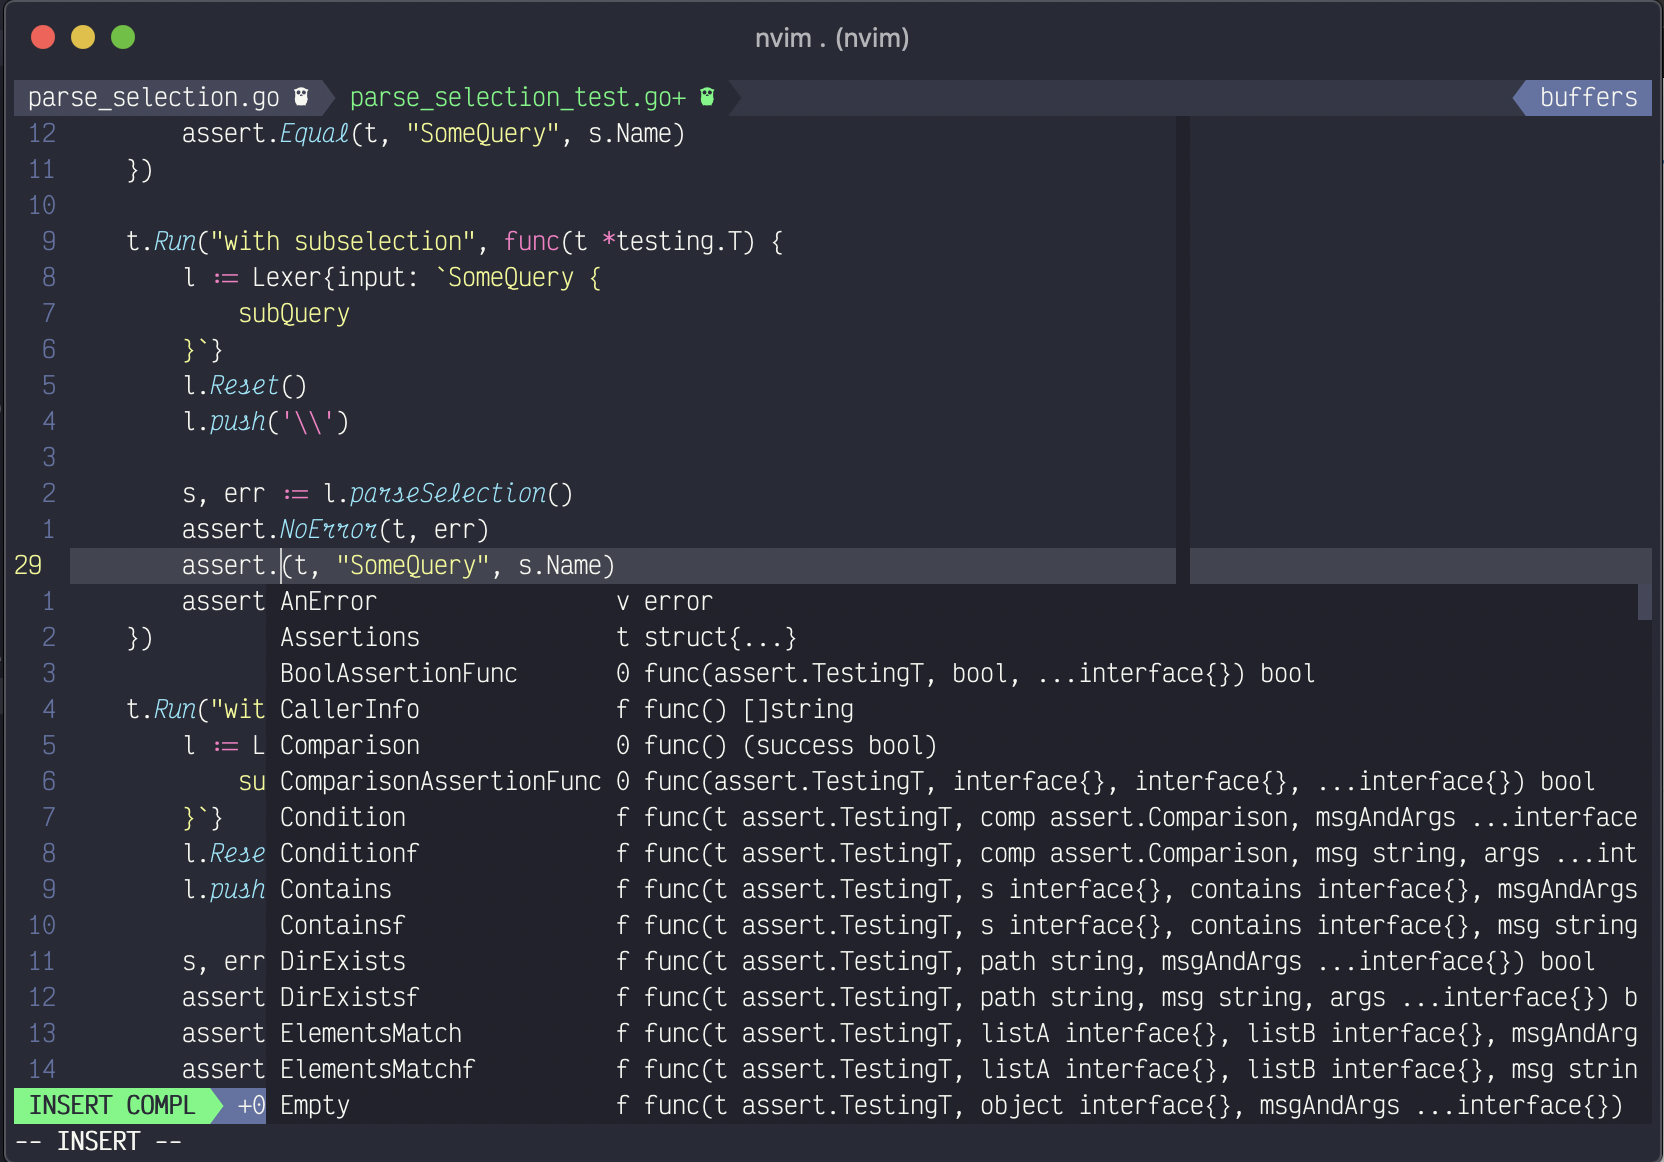 nvim . (nvim)
parse_selection.go parse_selection_test.go+ buffers
12 assert.Equal(t, "SomeQuery", s.Name)
11 })
10
9 t.Run("with subselection", func(t *testing.T) {
8 l := Lexer{input: `SomeQuery {
7 subQuery
6 }`}
5 l.Reset()
4 l.push('\\')
3
2 s, err := l.parseSelection()
1 assert.NoError(t, err)
29 assert.(t, "SomeQuery", s.Name)
1 assert AnError v error
2 }) Assertions t struct{...}
3 BoolAssertionFunc 0 func(assert.TestingT, bool, ...interface{}) bool
4 t.Run("wit CallerInfo f func() []string
5 l := L Comparison 0 func() (success bool)
6 su ComparisonAssertionFunc 0 func(assert.TestingT, interface{}, interface{}, ...interface{}) bool
7 }`} Condition f func(t assert.TestingT, comp assert.Comparison, msgAndArgs ...interface
8 l.Rese Conditionf f func(t assert.TestingT, comp assert.Comparison, msg string, args ...int
9 l.push Contains f func(t assert.TestingT, s interface{}, contains interface{}, msgAndArgs
10 Containsf f func(t assert.TestingT, s interface{}, contains interface{}, msg string
11 s, err DirExists f func(t assert.TestingT, path string, msgAndArgs ...interface{}) bool
12 assert DirExistsf f func(t assert.TestingT, path string, msg string, args ...interface{}) b
13 assert ElementsMatch f func(t assert.TestingT, listA interface{}, listB interface{}, msgAndArg
14 assert ElementsMatchf f func(t assert.TestingT, listA interface{}, listB interface{}, msg strin
INSERT COMPL +0 Empty f func(t assert.TestingT, object interface{}, msgAndArgs ...interface{})
-- INSERT --